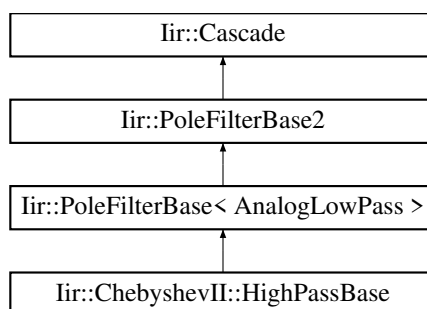 Iir::Cascade
Iir::PoleFilterBase2
Iir::PoleFilterBase< AnalogLowPass >
Iir::ChebyshevII::HighPassBase